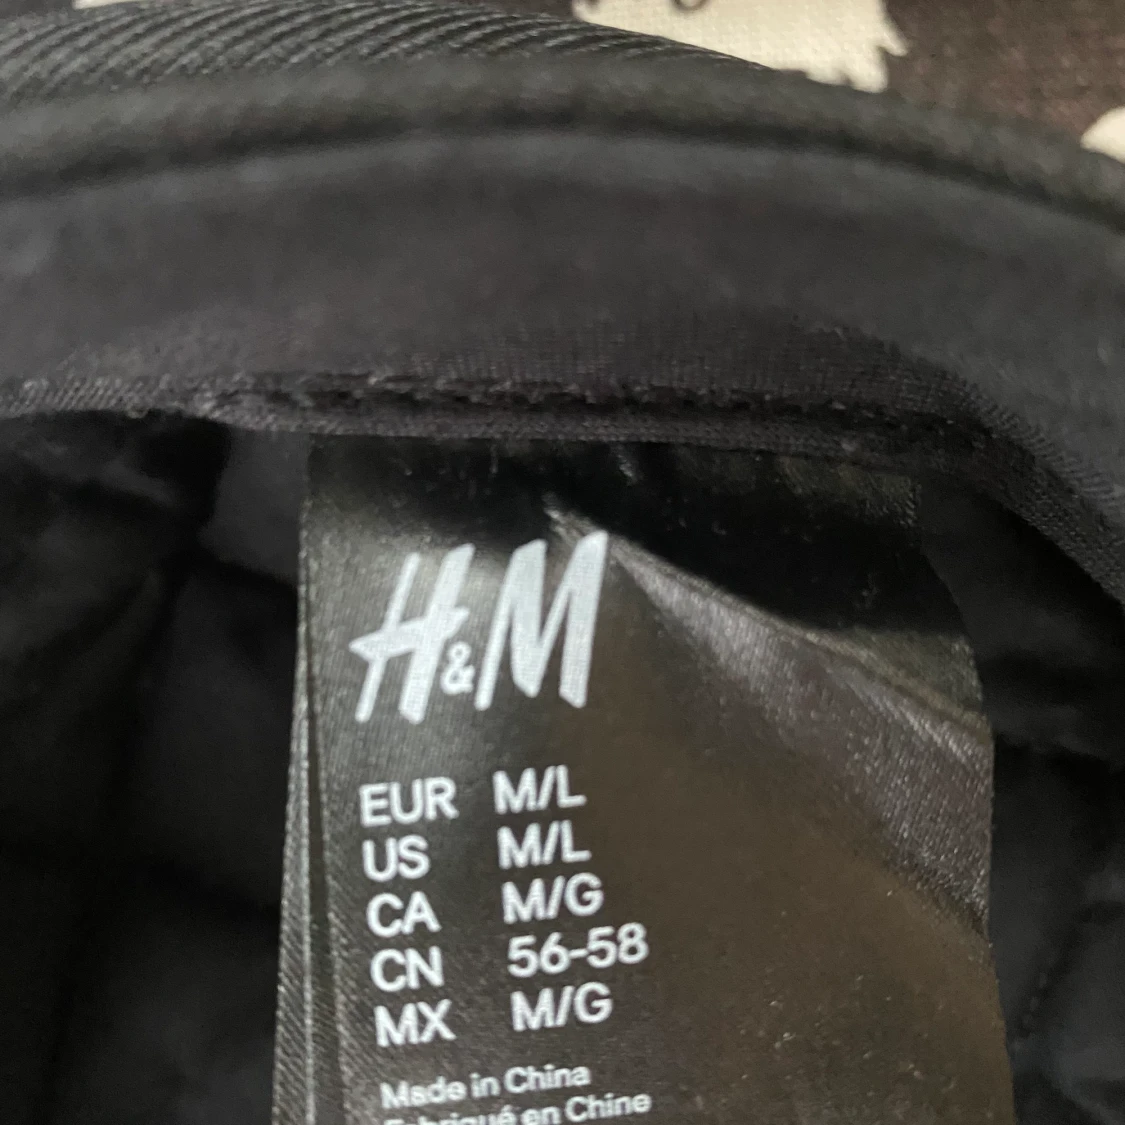 H&M
EUR M/L
US M/L
CA M/G
CN 56-58
MX M/G
Made in China
Fabriqué en Chine